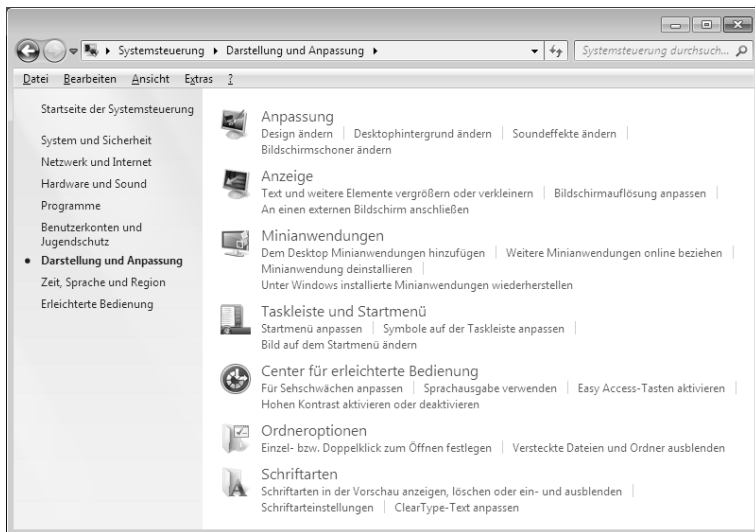 Systemsteuerung ▸ Darstellung und Anpassung ▸ Systemsteuerung durchsuch...
Datei Bearbeiten Ansicht Extras ?
Startseite der Systemsteuerung
System und Sicherheit
Netzwerk und Internet
Hardware und Sound
Programme
Benutzerkonten und
Jugendschutz
Darstellung und Anpassung
Zeit, Sprache und Region
Erleichterte Bedienung
Anpassung
Design ändern | Desktophintergrund ändern | Soundeffekte ändern |
Bildschirmschoner ändern
Anzeige
Text und weitere Elemente vergrößern oder verkleinern | Bildschirmauflösung anpassen |
An einen externen Bildschirm anschließen
Minianwendungen
Dem Desktop Minianwendungen hinzufügen | Weitere Minianwendungen online beziehen |
Minianwendung deinstallieren |
Unter Windows installierte Minianwendungen wiederherstellen
Taskleiste und Startmenü
Startmenü anpassen | Symbole auf der Taskleiste anpassen |
Bild auf dem Startmenü ändern
Center für erleichterte Bedienung
Für Sehschwächen anpassen | Sprachausgabe verwenden | Easy Access-Tasten aktivieren |
Hohen Kontrast aktivieren oder deaktivieren
Ordneroptionen
Einzel- bzw. Doppelklick zum Öffnen festlegen | Versteckte Dateien und Ordner ausblenden
Schriftarten
Schriftarten in der Vorschau anzeigen, löschen oder ein- und ausblenden |
Schriftarteinstellungen | ClearType-Text anpassen